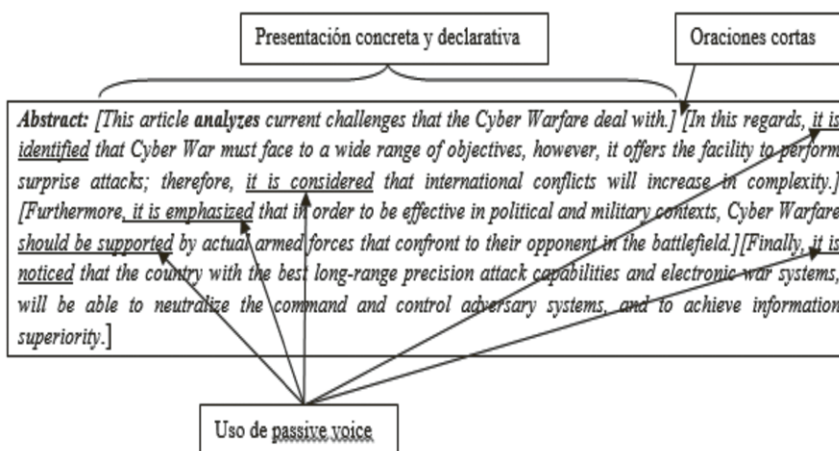 Presentación concreta y declarativa
Oraciones cortas
Abstract: [This article analyzes current challenges that the Cyber Warfare deal with.] [In this regards, it is
identified that Cyber War must face to a wide range of objectives, however, it offers the facility to perform
surprise attacks; therefore, it is considered that international conflicts will increase in complexity.]
[Furthermore, it is emphasized that in order to be effective in political and military contexts, Cyber Warfare
should be supported by actual armed forces that confront to their opponent in the battlefield.][Finally, it is
noticed that the country with the best long-range precision attack capabilities and electronic war systems,
will be able to neutralize the command and control adversary systems, and to achieve information
superiority.]
Uso de passive voice